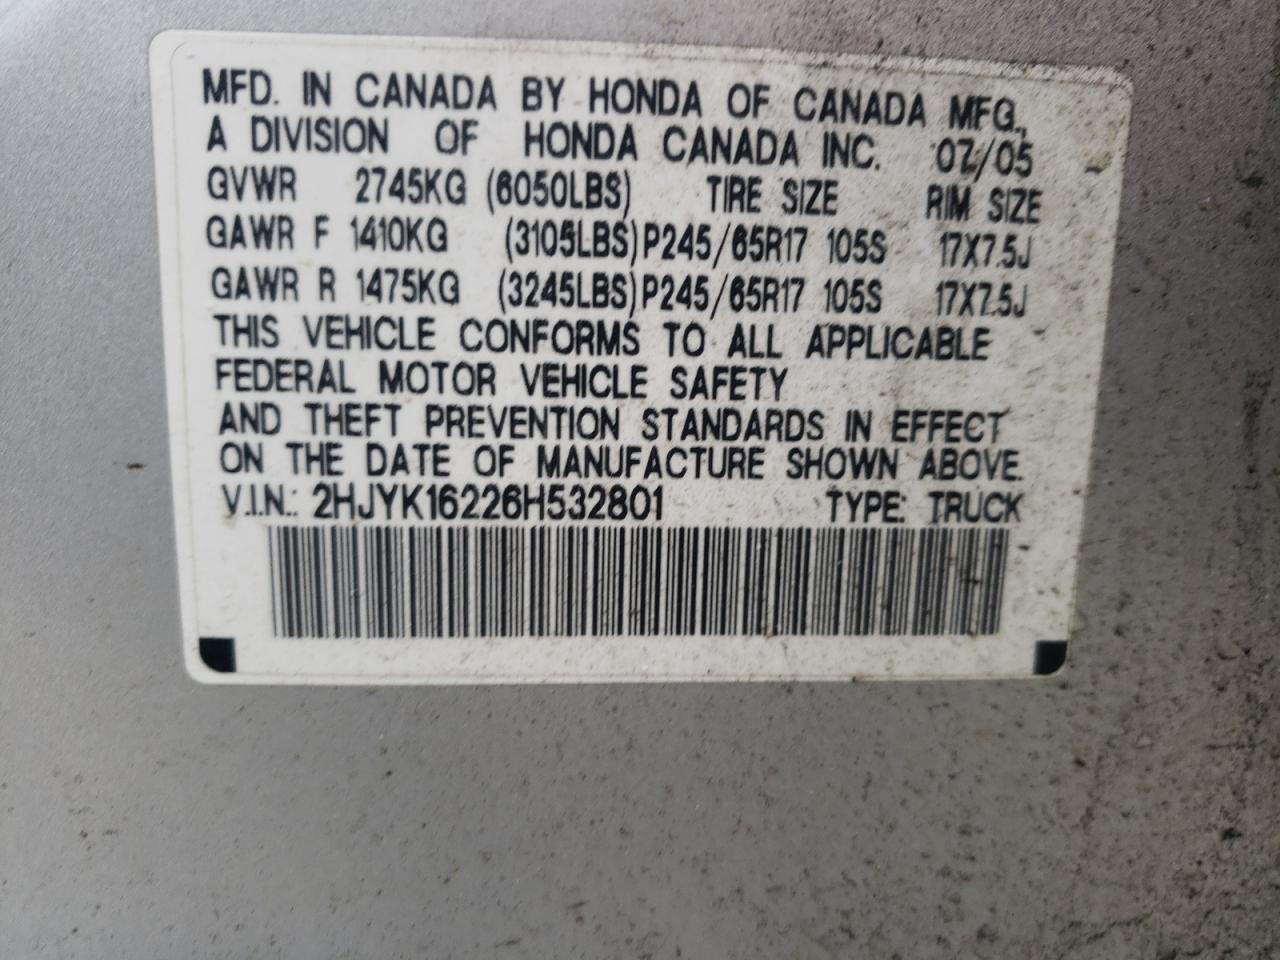 MFD. IN CANADA BY HONDA OF CANADA MFG.,
A DIVISION OF HONDA CANADA INC. 07/05
GVWR 2745KG (6050LBS) TIRE SIZE RIM SIZE
GAWR F 1410KG (3105LBS) P245/65R17 105S 17X7.5J
GAWR R 1475KG (3245LBS) P245/65R17 105S 17X7.5J
THIS VEHICLE CONFORMS TO ALL APPLICABLE
FEDERAL MOTOR VEHICLE SAFETY
AND THEFT PREVENTION STANDARDS IN EFFECT
ON THE DATE OF MANUFACTURE SHOWN ABOVE.
V.I.N.: 2HJYK16226H532801 TYPE: TRUCK